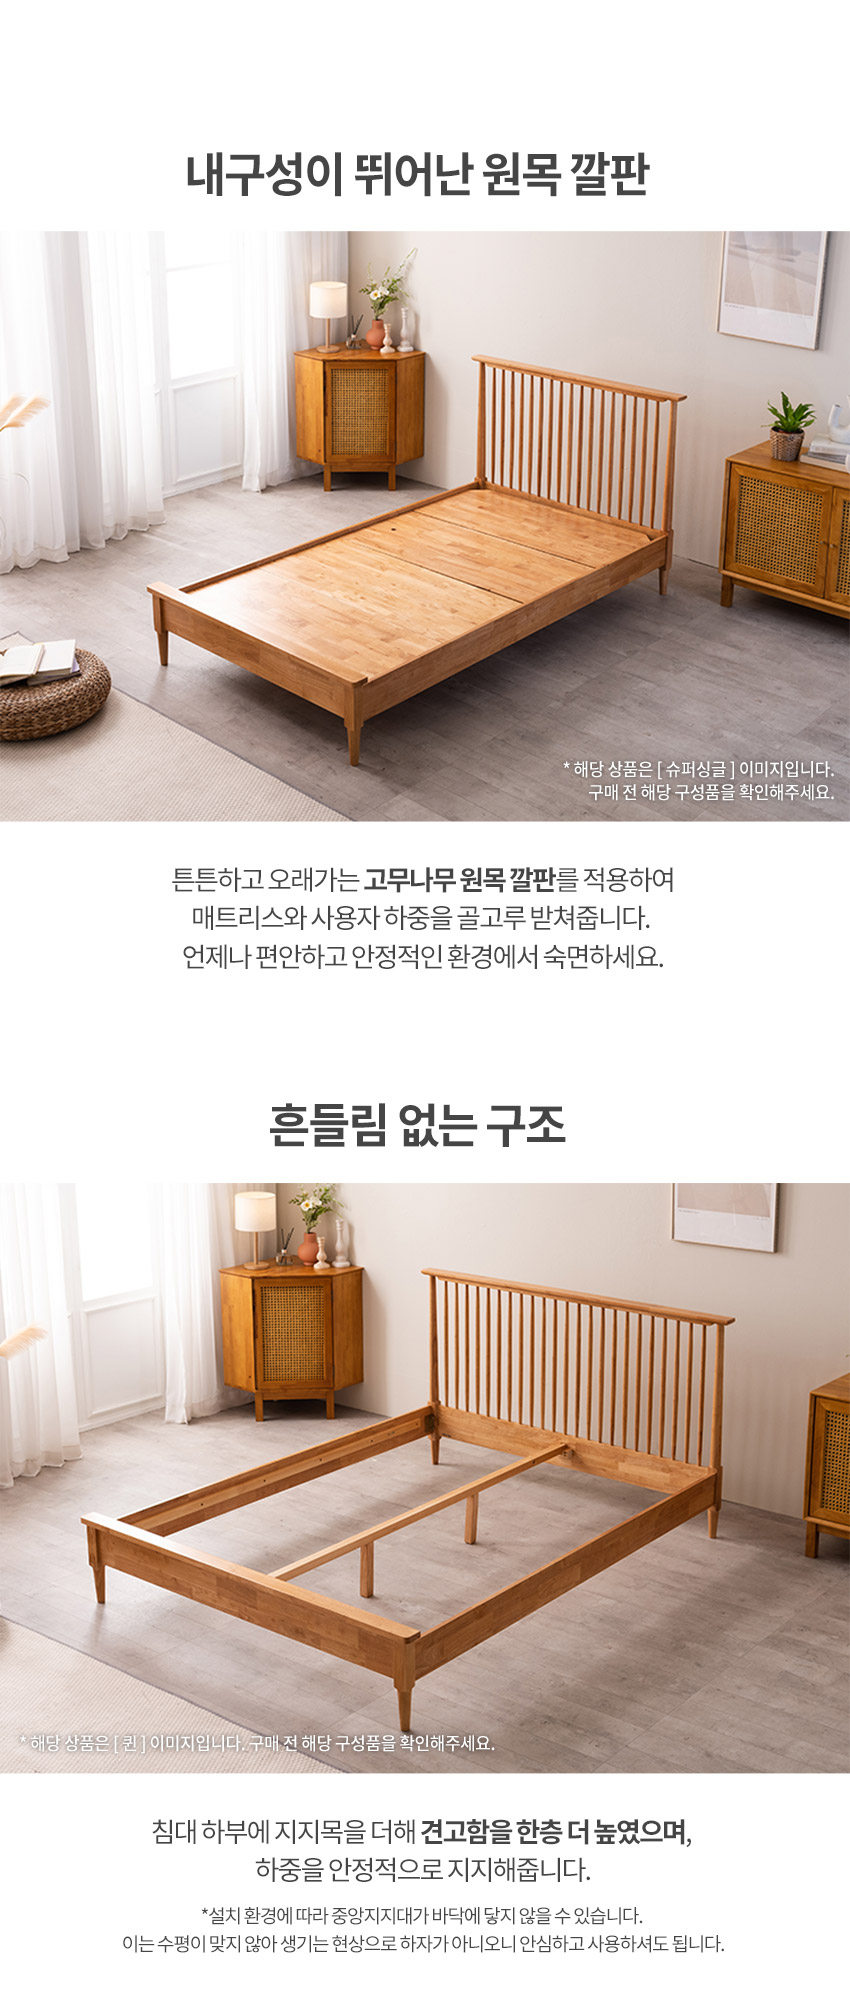 내구성이 뛰어난 원목 깔판
* 해당 상품은 [ 슈퍼싱글 ] 이미지입니다.
구매 전 해당 구성품을 확인해주세요.
튼튼하고 오래가는 고무나무 원목 깔판를 적용하여
매트리스와 사용자 하중을 골고루 받쳐줍니다.
언제나 편안하고 안정적인 환경에서 숙면하세요.
흔들림 없는 구조
* 해당 상품은 [ 퀸 ] 이미지입니다. 구매 전 해당 구성품을 확인해주세요.
침대 하부에 지지목을 더해 견고함을 한층 더 높였으며,
하중을 안정적으로 지지해줍니다.
*설치 환경에 따라 중앙지지대가 바닥에 닿지 않을 수 있습니다.
이는 수평이 맞지 않아 생기는 현상으로 하자가 아니오니 안심하고 사용하셔도 됩니다.